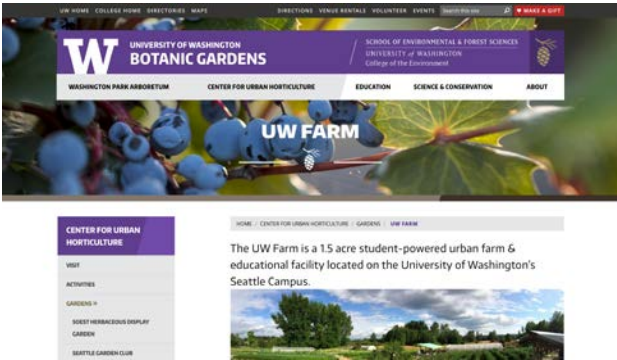 UW HOME COLLEGE HOME DIRECTORIES MAPS
DIRECTIONS VENUE RENTALS VOLUNTEER EVENTS Search this site MAKE A GIFT
W
UNIVERSITY OF WASHINGTON
BOTANIC GARDENS
SCHOOL OF ENVIRONMENTAL & FOREST SCIENCES
UNIVERSITY of WASHINGTON
College of the Environment
WASHINGTON PARK ARBORETUM CENTER FOR URBAN HORTICULTURE EDUCATION SCIENCE & CONSERVATION ABOUT
UW FARM
CENTER FOR URBAN
HORTICULTURE
VISIT
ACTIVITIES
GARDENS »
SOEST HERBACEOUS DISPLAY
GARDEN
SEATTLE GARDEN CLUB
HOME / CENTER FOR URBAN HORTICULTURE / GARDENS / UW FARM
The UW Farm is a 1.5 acre student-powered urban farm &
educational facility located on the University of Washington's
Seattle Campus.